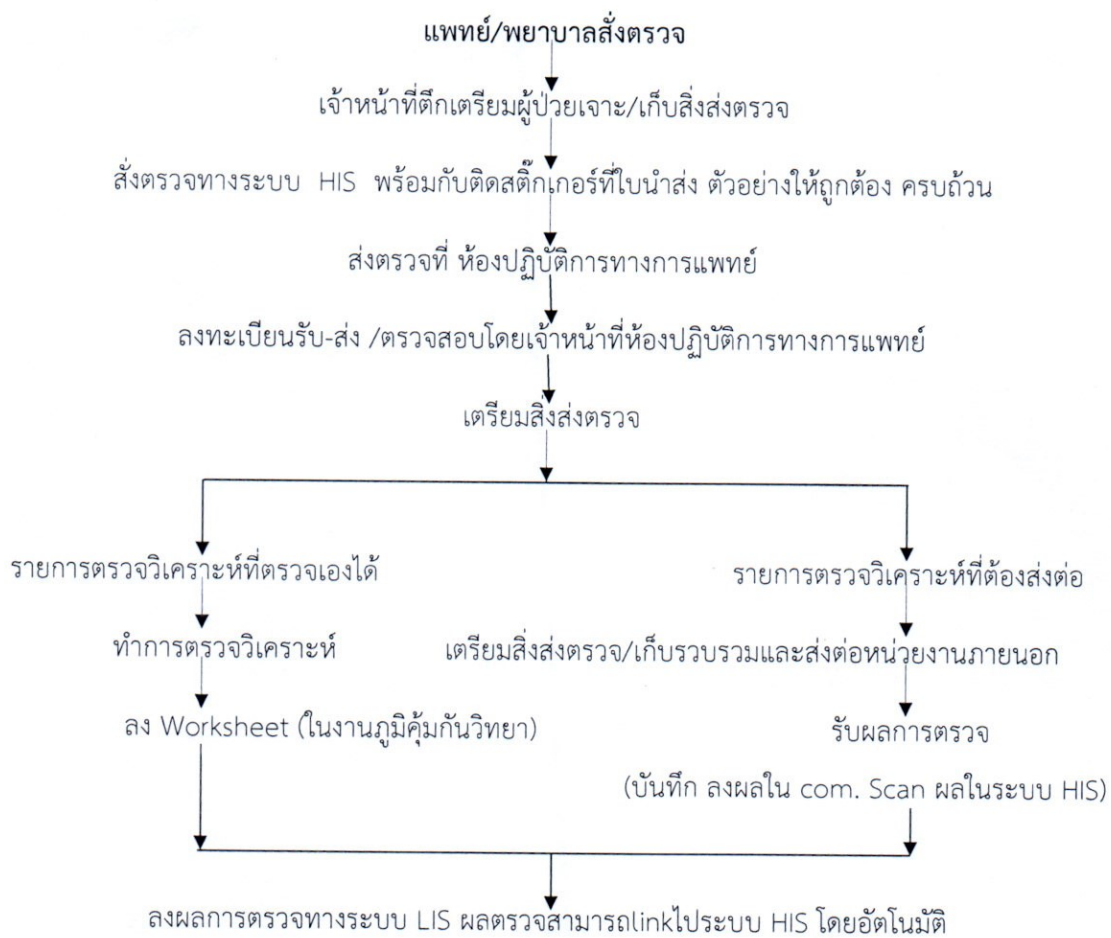 แพทย์/พยาบาลสั่งตรวจ
เจ้าหน้าที่ตึกเตรียมผู้ป่วยเจาะ/เก็บสิ่งส่งตรวจ
สั่งตรวจทางระบบ HIS พร้อมกับติดสติ๊กเกอร์ที่ใบนำส่ง ตัวอย่างให้ถูกต้อง ครบถ้วน
ส่งตรวจที่ ห้องปฏิบัติการทางการแพทย์
ลงทะเบียนรับ-ส่ง /ตรวจสอบโดยเจ้าหน้าที่ห้องปฏิบัติการทางการแพทย์
เตรียมสิ่งส่งตรวจ
รายการตรวจวิเคราะห์ที่ตรวจเองได้
รายการตรวจวิเคราะห์ที่ต้องส่งต่อ
ทำการตรวจวิเคราะห์
เตรียมสิ่งส่งตรวจ/เก็บรวบรวมและส่งต่อหน่วยงานภายนอก
ลง Worksheet (ในงานภูมิคุ้มกันวิทยา)
รับผลการตรวจ
(บันทึก ลงผลใน com. Scan ผลในระบบ HIS)
ลงผลการตรวจทางระบบ LIS ผลตรวจสามารถlinkไประบบ HIS โดยอัตโนมัติ